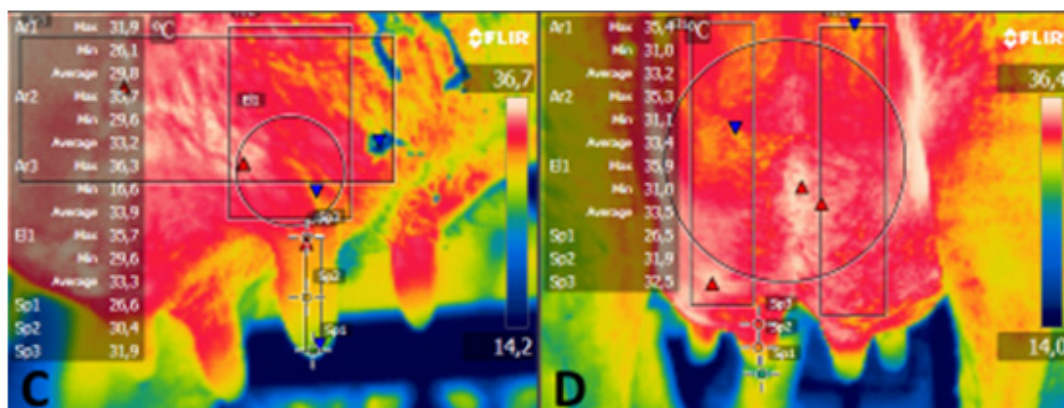 Ar1 Max 31,9 ºC
Min 26,1
Average 29,8
Ar2 Max 35,7
Min 29,6
Average 33,2
Ar3 Max 36,3
Min 16,6
Average 33,9
El1 Max 35,7
Min 29,6
Average 33,3
Sp1 26,6
Sp2 30,4
Sp3 31,9
El1
Sp2
Sp1
FLIR
36,7
14,2
C
Ar1 Max 35,4 ºC
Min 31,0
Average 33,2
Ar2 Max 35,3
Min 31,1
Average 33,4
El1 Max 35,9
Min 31,0
Average 33,5
Sp1 26,5
Sp2 31,9
Sp3 32,5
Sp3
Sp2
Sp1
FLIR
14,0
D